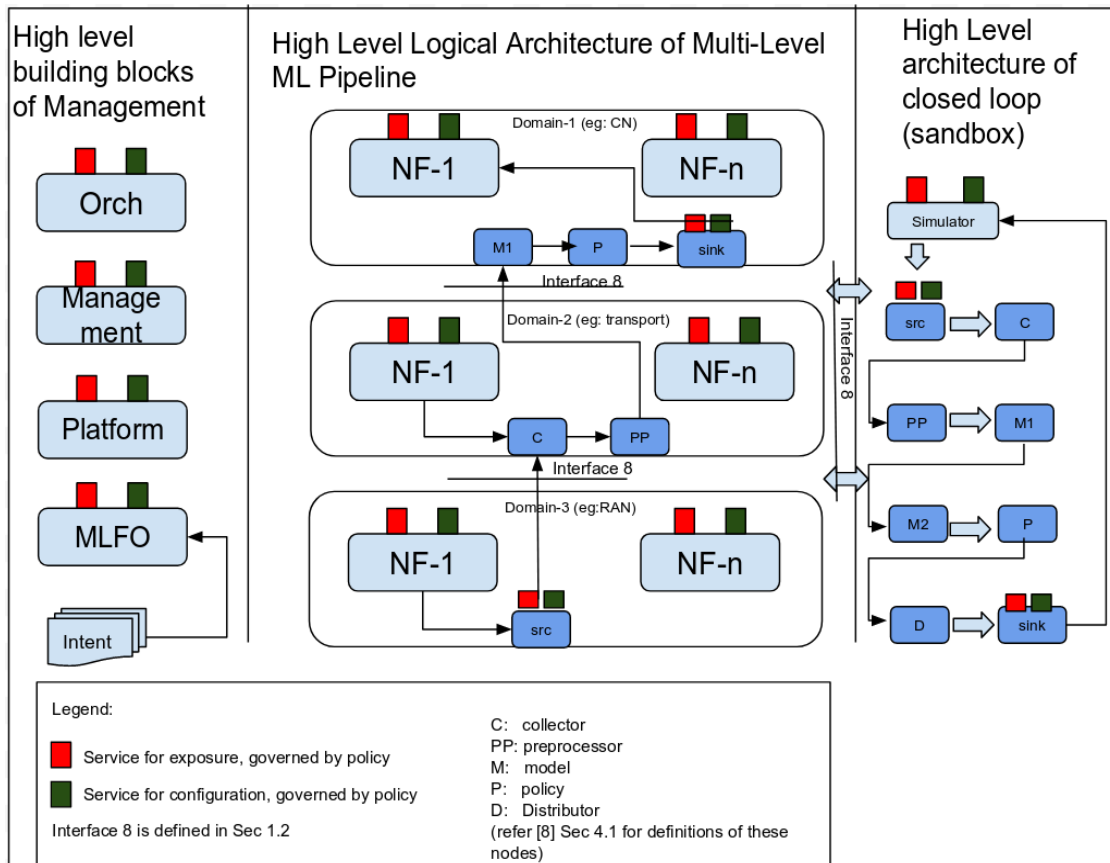 High level
building blocks
of Management
Orch
Manage
ment
Platform
MLFO
Intent
High Level Logical Architecture of Multi-Level
ML Pipeline
Domain-1 (eg: CN)
NF-1
NF-n
M1
P
sink
Interface 8
Domain-2 (eg: transport)
NF-1
NF-n
C
PP
Interface 8
Domain-3 (eg:RAN)
NF-1
NF-n
src
Interface 8
High Level
architecture of
closed loop
(sandbox)
Simulator
src
C
PP
M1
M2
P
D
sink
Legend:
Service for exposure, governed by policy
Service for configuration, governed by policy
Interface 8 is defined in Sec 1.2
C: collector
PP: preprocessor
M: model
P: policy
D: Distributor
(refer [8] Sec 4.1 for definitions of these
nodes)